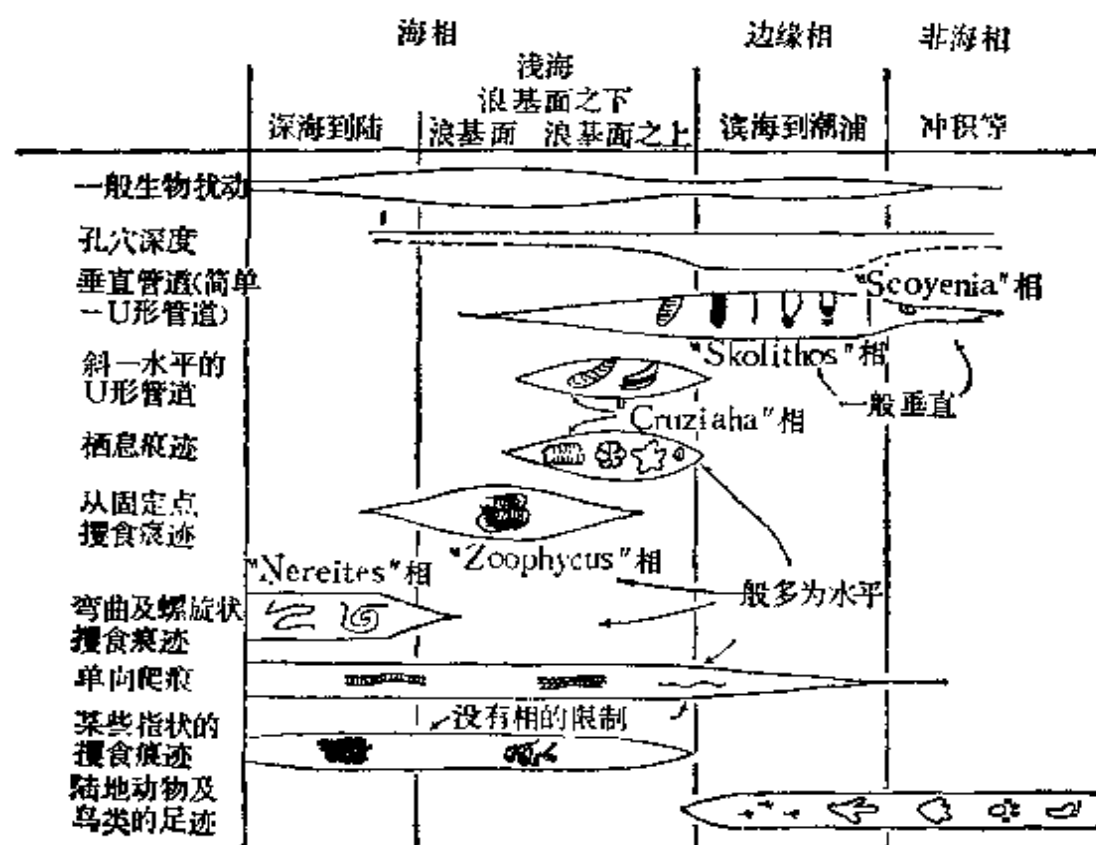 海相
边缘相
非海相
浅海
浪基面之下
深海到陆
浪基面
浪基面之上
滨海到潮浦
冲积等
一般生物扰动
孔穴深度
垂直管道(简单
－U形管道)
"Scoyenia"相
"Skolithos"相
斜一水平的
U形管道
一般垂直
"Cruziaha"相
栖息痕迹
从固定点
攫食痕迹
"Zoophycus"相
"Nereites"相
般多为水平
弯曲及螺旋状
攫食痕迹
单向爬痕
没有相的限制
某些指状的
攫食痕迹
陆地动物及
鸟类的足迹